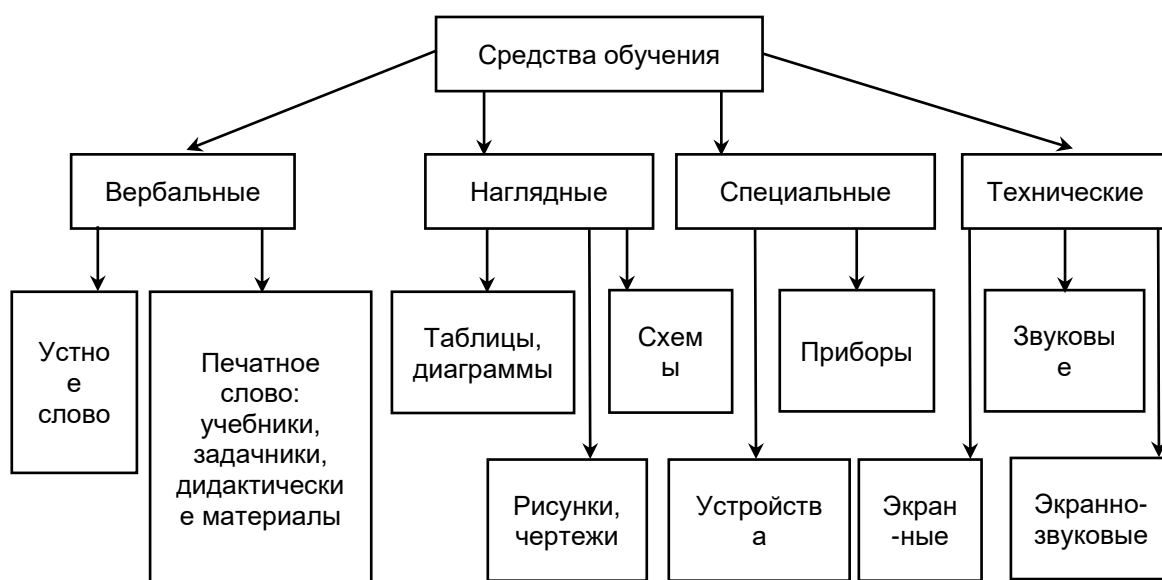 Средства обучения
Вербальные
Наглядные
Специальные
Технические
Устно
е
слово
Печатное
слово:
учебники,
задачники,
дидактически
е материалы
Таблицы,
диаграммы
Схем
ы
Приборы
Звуковы
е
Рисунки,
чертежи
Устройств
а
Экран
-ные
Экранно-
звуковые